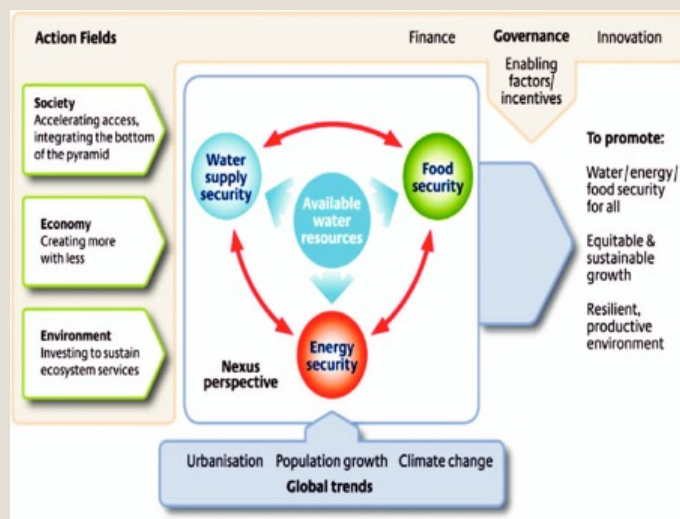 Action Fields
Finance
Governance
Innovation
Enabling
factors/
incentives
Society
Accelerating access,
integrating the bottom
of the pyramid
Economy
Creating more
with less
Environment
Investing to sustain
ecosystem services
Water
supply
security
Food
security
Available
water
resources
Energy
security
Nexus
perspective
To promote:
Water/energy/
food security
for all
Equitable &
sustainable
growth
Resilient,
productive
environment
Urbanisation Population growth Climate change
Global trends